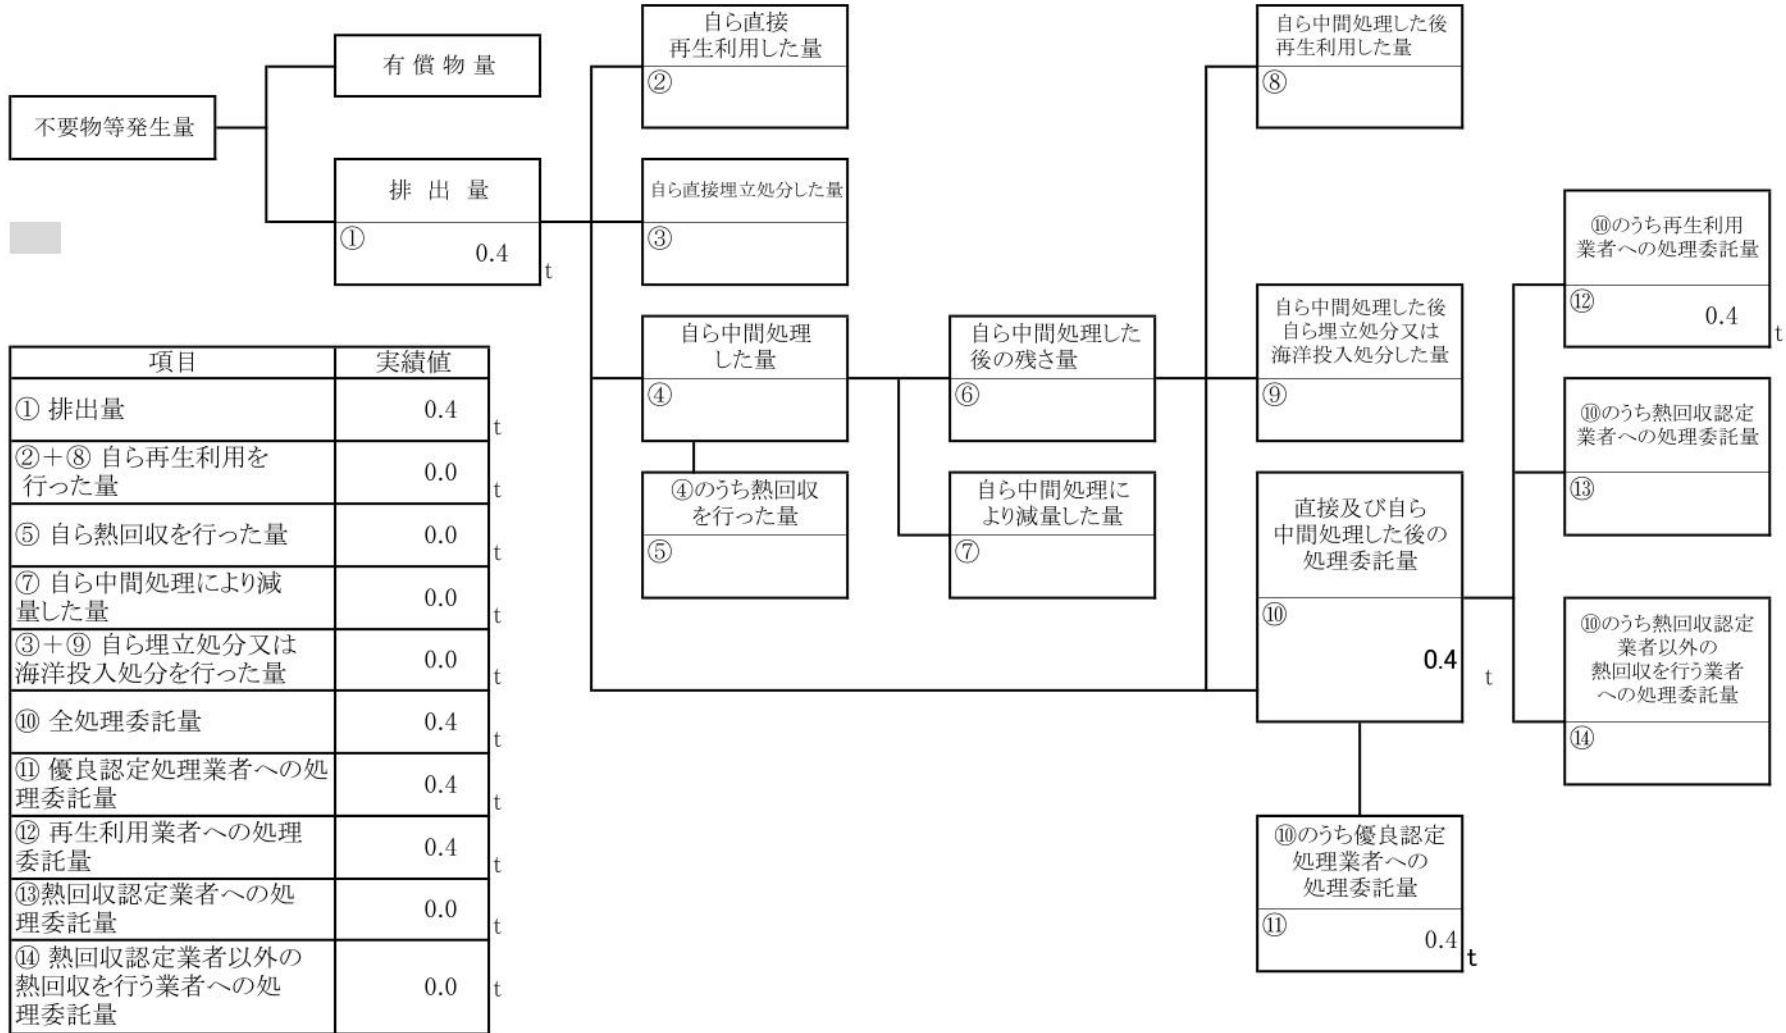 不要物等発生量
有償物量
排出量
①
0.4
t
自ら直接
再生利用した量
②
自ら直接埋立処分した量
③
自ら中間処理
した量
④
④のうち熱回収
を行った量
⑤
自ら中間処理した
後の残さ量
⑥
自ら中間処理に
より減量した量
⑦
自ら中間処理した後
再生利用した量
⑧
自ら中間処理した後
自ら埋立処分又は
海洋投入処分した量
⑨
直接及び自ら
中間処理した後の
処理委託量
⑩
0.4
t
⑩のうち優良認定
処理業者への
処理委託量
⑪
0.4
t
⑩のうち再生利用
業者への処理委託量
⑫
0.4
t
⑩のうち熱回収認定
業者への処理委託量
⑬
⑩のうち熱回収認定
業者以外の
熱回収を行う業者
への処理委託量
⑭
項目 実績値
① 排出量 0.4 t
②+⑧ 自ら再生利用を
行った量 0.0 t
⑤ 自ら熱回収を行った量 0.0 t
⑦ 自ら中間処理により減
量した量 0.0 t
③+⑨ 自ら埋立処分又は
海洋投入処分を行った量 0.0 t
⑩ 全処理委託量 0.4 t
⑪ 優良認定処理業者への処
理委託量 0.4 t
⑫ 再生利用業者への処理
委託量 0.4 t
⑬熱回収認定業者への処
理委託量 0.0 t
⑭ 熱回収認定業者以外の
熱回収を行う業者への処
理委託量 0.0 t